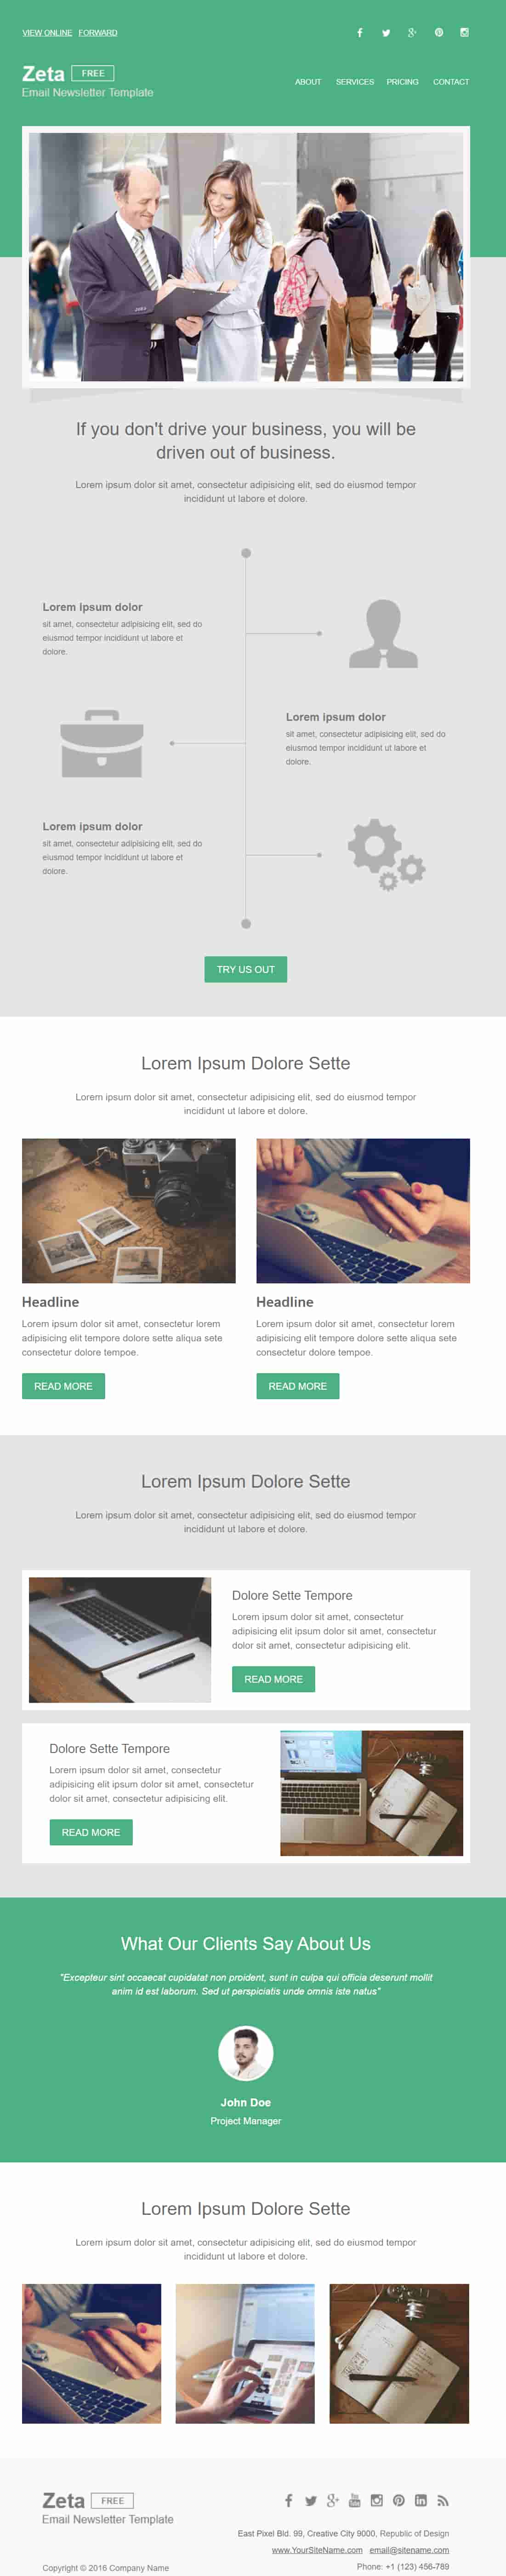 VIEW ONLINE FORWARD
Zeta FREE
Email Newsletter Template
ABOUT SERVICES PRICING CONTACT
If you don't drive your business, you will be
driven out of business.
Lorem ipsum dolor sit amet, consectetur adipisicing elit, sed do eiusmod tempor
incididunt ut labore et dolore.
Lorem ipsum dolor
sit amet, consectetur adipisicing elit, sed do
eiusmod tempor incididunt ut labore et
dolore.
Lorem ipsum dolor
sit amet, consectetur adipisicing elit, sed do
eiusmod tempor incididunt ut labore et
dolore.
Lorem ipsum dolor
sit amet, consectetur adipisicing elit, sed do
eiusmod tempor incididunt ut labore et
dolore.
TRY US OUT
Lorem Ipsum Dolore Sette
Lorem ipsum dolor sit amet, consectetur adipisicing elit, sed do eiusmod tempor
incididunt ut labore et dolore.
Headline
Lorem ipsum dolor sit amet, consectetur lorem
adipisicing elit tempore dolore sette aliqua sete
consectetur dolore tempoe.
READ MORE
Headline
Lorem ipsum dolor sit amet, consectetur lorem
adipisicing elit tempore dolore sette aliqua sete
consectetur dolore tempoe.
READ MORE
Lorem Ipsum Dolore Sette
Lorem ipsum dolor sit amet, consectetur adipisicing elit, sed do eiusmod tempor
incididunt ut labore et dolore.
Dolore Sette Tempore
Lorem ipsum dolor sit amet, consectetur
adipisicing elit ipsum dolor sit amet, consectetur
dolor sit amet, consectetur adipisicing elit.
READ MORE
Dolore Sette Tempore
Lorem ipsum dolor sit amet, consectetur
adipisicing elit ipsum dolor sit amet, consectetur
dolor sit amet, consectetur adipisicing elit.
READ MORE
What Our Clients Say About Us
"Excepteur sint occaecat cupidatat non proident, sunt in culpa qui officia deserunt mollit
anim id est laborum. Sed ut perspiciatis unde omnis iste natus"
John Doe
Project Manager
Lorem Ipsum Dolore Sette
Lorem ipsum dolor sit amet, consectetur adipisicing elit, sed do eiusmod tempor
incididunt ut labore et dolore.
Zeta FREE
Email Newsletter Template
East Pixel Bld. 99, Creative City 9000, Republic of Design
www.YourSiteName.com email@sitename.com
Phone: +1 (123) 456-789
Copyright © 2016 Company Name